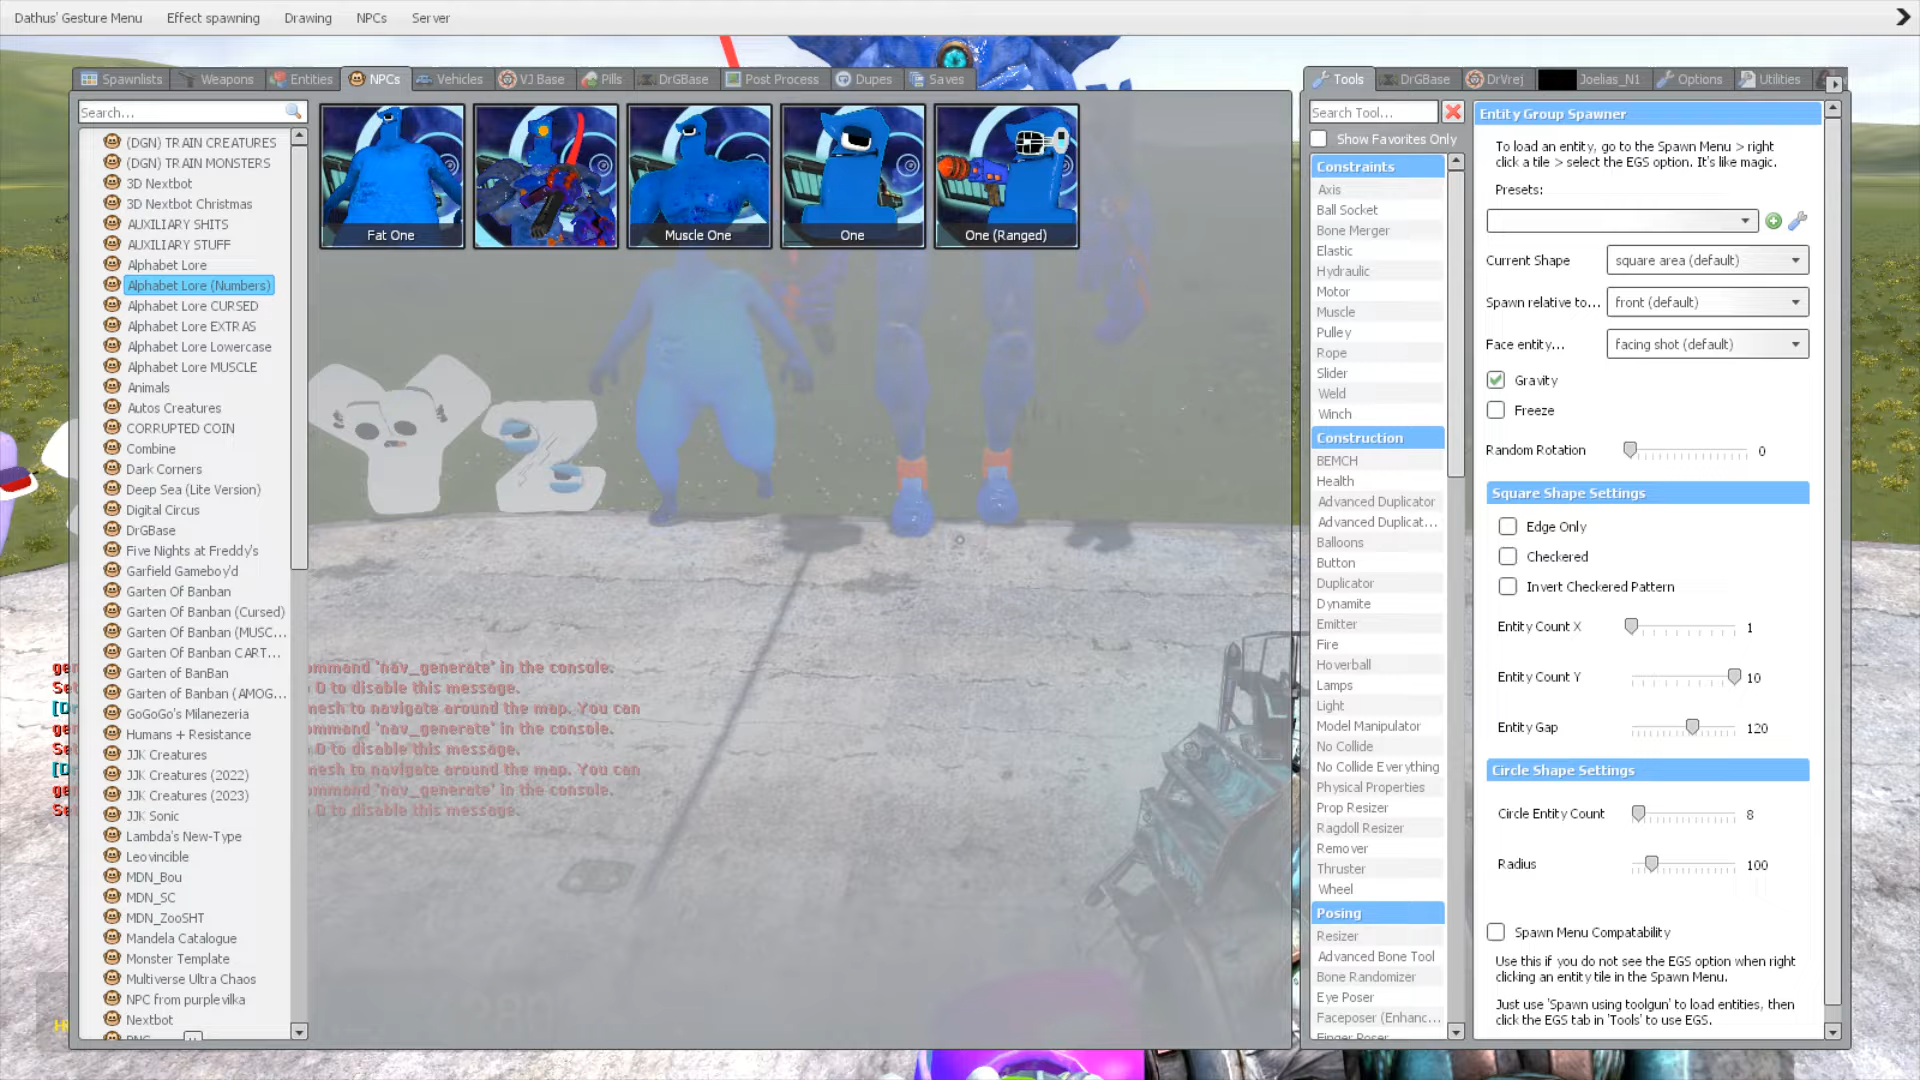 Dathus' Gesture Menu Effect spawning Drawing NPCs Server
Spawnlists Weapons Entities NPCs Vehicles VJ Base Pills DrGBase Post Process Dupes Saves
Search...
(DGN) TRAIN CREATURES
(DGN) TRAIN MONSTERS
3D Nextbot
3D Nextbot Christmas
AUXILIARY SHITS
AUXILIARY STUFF
Alphabet Lore
Alphabet Lore (Numbers)
Alphabet Lore CURSED
Alphabet Lore EXTRAS
Alphabet Lore Lowercase
Alphabet Lore MUSCLE
Animals
Autos Creatures
CORRUPTED COIN
Combine
Dark Corners
Deep Sea (Lite Version)
Digital Circus
DrGBase
Five Nights at Freddy's
Garfield Gameboy'd
Garten Of Banban
Garten Of Banban (Cursed)
Garten Of Banban (MUSC...
Garten Of Banban CART...
Garten of BanBan
Garten of Banban (AMOG...
GoGoGo's Milanezeria
Humans + Resistance
JJK Creatures
JJK Creatures (2022)
JJK Creatures (2023)
JJK Sonic
Lambda's New-Type
Leovincible
MDN_Bou
MDN_SC
MDN_ZooSHT
Mandela Catalogue
Monster Template
Multiverse Ultra Chaos
NPC from purplevilka
Nextbot
Fat One
Muscle One
One
One (Ranged)
ommand 'nav_generate' in the console.
0 to disable this message.
mesh to navigate around the map. You can
ommand 'nav_generate' in the console.
0 to disable this message.
mesh to navigate around the map. You can
ommand 'nav_generate' in the console.
0 to disable this message.
Tools DrGBase DrVrej Joelias_N1 Options Utilities
Search Tool...
Show Favorites Only
Constraints
Axis
Ball Socket
Bone Merger
Elastic
Hydraulic
Motor
Muscle
Pulley
Rope
Slider
Weld
Winch
Construction
BEMCH
Health
Advanced Duplicator
Advanced Duplicat...
Balloons
Button
Duplicator
Dynamite
Emitter
Fire
Hoverball
Lamps
Light
Model Manipulator
No Collide
No Collide Everything
Physical Properties
Prop Resizer
Ragdoll Resizer
Remover
Thruster
Wheel
Posing
Resizer
Advanced Bone Tool
Bone Randomizer
Eye Poser
Faceposer (Enhanc...
Finger Poser
Entity Group Spawner
To load an entity, go to the Spawn Menu > right
click a tile > select the EGS option. It's like magic.
Presets:
Current Shape square area (default)
Spawn relative to... front (default)
Face entity... facing shot (default)
Gravity
Freeze
Random Rotation 0
Square Shape Settings
Edge Only
Checkered
Invert Checkered Pattern
Entity Count X 1
Entity Count Y 10
Entity Gap 120
Circle Shape Settings
Circle Entity Count 8
Radius 100
Spawn Menu Compatability
Use this if you do not see the EGS option when right
clicking an entity tile in the Spawn Menu.
Just use 'Spawn using toolgun' to load entities, then
click the EGS tab in 'Tools' to use EGS.